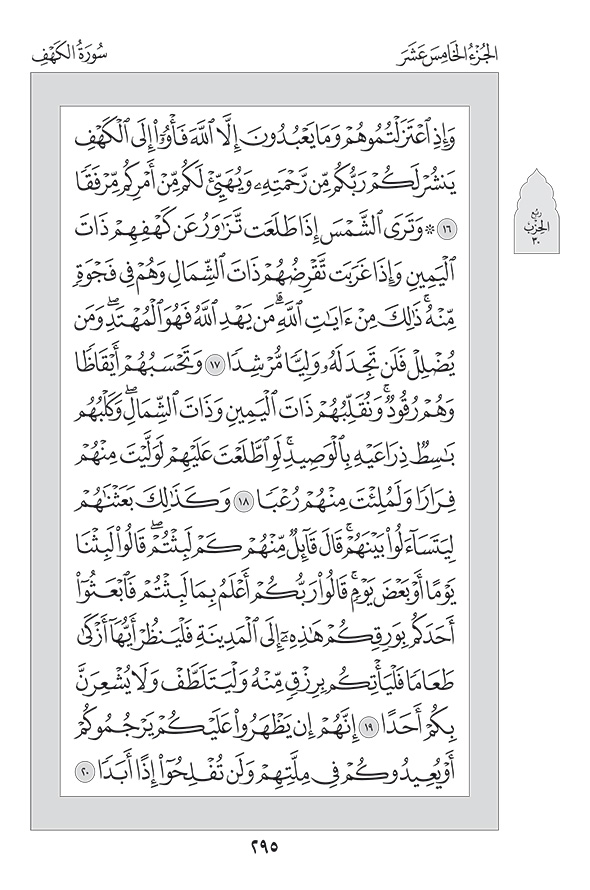 الجُزْءُ الخَامِسَ عَشَرَ
سُورَةُ الكَهْفِ
وَإِذِ ٱعْتَزَلْتُمُوهُمْ وَمَا يَعْبُدُونَ إِلَّا ٱللَّهَ فَأْوُۥٓا۟ إِلَى ٱلْكَهْفِ
يَنشُرْ لَكُمْ رَبُّكُم مِّن رَّحْمَتِهِۦ وَيُهَيِّئْ لَكُم مِّنْ أَمْرِكُم مِّرْفَقًا
١٦ ۞ وَتَرَى ٱلشَّمْسَ إِذَا طَلَعَت تَّزَٰوَرُ عَن كَهْفِهِمْ ذَاتَ
ٱلْيَمِينِ وَإِذَا غَرَبَت تَّقْرِضُهُمْ ذَاتَ ٱلشِّمَالِ وَهُمْ فِى فَجْوَةٍ
مِّنْهُ ۚ ذَٰلِكَ مِنْ ءَايَٰتِ ٱللَّهِ ۗ مَن يَهْدِ ٱللَّهُ فَهُوَ ٱلْمُهْتَدِ ۖ وَمَن
يُضْلِلْ فَلَن تَجِدَ لَهُۥ وَلِيًّا مُّرْشِدًا ١٧ وَتَحْسَبُهُمْ أَيْقَاظًا
وَهُمْ رُقُودٌ ۚ وَنُقَلِّبُهُمْ ذَاتَ ٱلْيَمِينِ وَذَاتَ ٱلشِّمَالِ ۖ وَكَلْبُهُم
بَٰسِطٌ ذِرَاعَيْهِ بِٱلْوَصِيدِ ۚ لَوِ ٱطَّلَعْتَ عَلَيْهِمْ لَوَلَّيْتَ مِنْهُمْ
فِرَارًا وَلَمُلِئْتَ مِنْهُمْ رُعْبًا ١٨ وَكَذَٰلِكَ بَعَثْنَٰهُمْ
لِيَتَسَآءَلُوا۟ بَيْنَهُمْ ۚ قَالَ قَآئِلٌ مِّنْهُمْ كَمْ لَبِثْتُمْ ۖ قَالُوا۟ لَبِثْنَا
يَوْمًا أَوْ بَعْضَ يَوْمٍ ۚ قَالُوا۟ رَبُّكُمْ أَعْلَمُ بِمَا لَبِثْتُمْ فَٱبْعَثُوٓا۟
أَحَدَكُم بِوَرِقِكُمْ هَٰذِهِۦٓ إِلَى ٱلْمَدِينَةِ فَلْيَنظُرْ أَيُّهَآ أَزْكَىٰ
طَعَامًا فَلْيَأْتِكُم بِرِزْقٍ مِّنْهُ وَلْيَتَلَطَّفْ وَلَا يُشْعِرَنَّ
بِكُمْ أَحَدًا ١٩ إِنَّهُمْ إِن يَظْهَرُوا۟ عَلَيْكُمْ يَرْجُمُوكُمْ
أَوْ يُعِيدُوكُمْ فِى مِلَّتِهِمْ وَلَن تُفْلِحُوٓا۟ إِذًا أَبَدًا ٢٠
رُبْع
الحِزْب
٣٠
٢٩٥